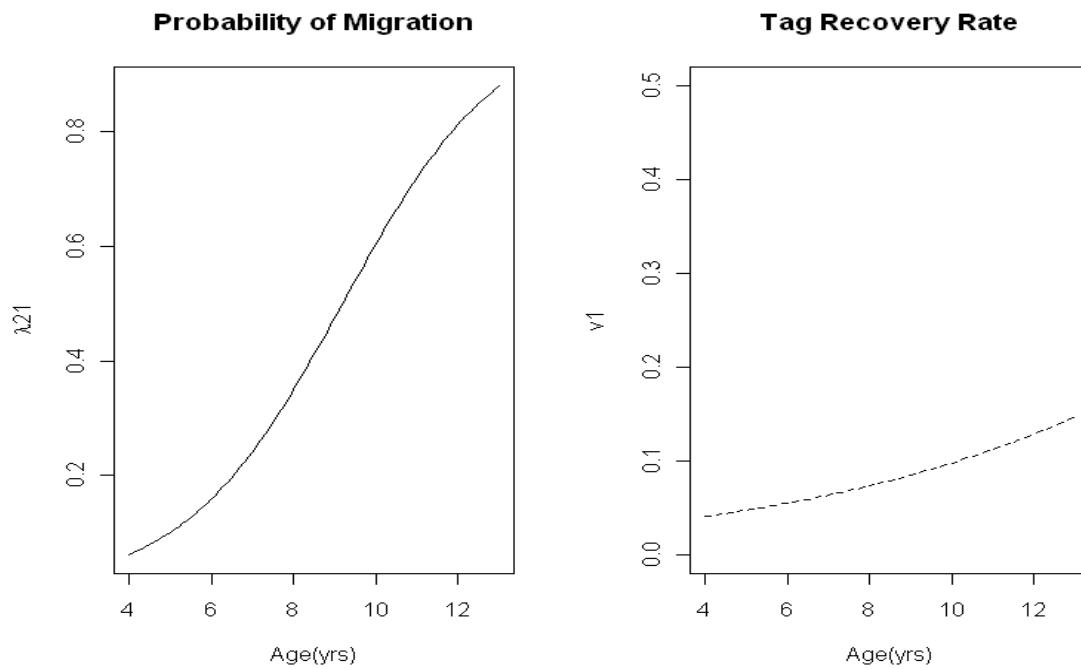 Probability of Migration
λ21
0.8
0.6
0.4
0.2
4 6 8 10 12
Age(yrs)
Tag Recovery Rate
γ1
0.5
0.4
0.3
0.2
0.1
0.0
4 6 8 10 12
Age(yrs)